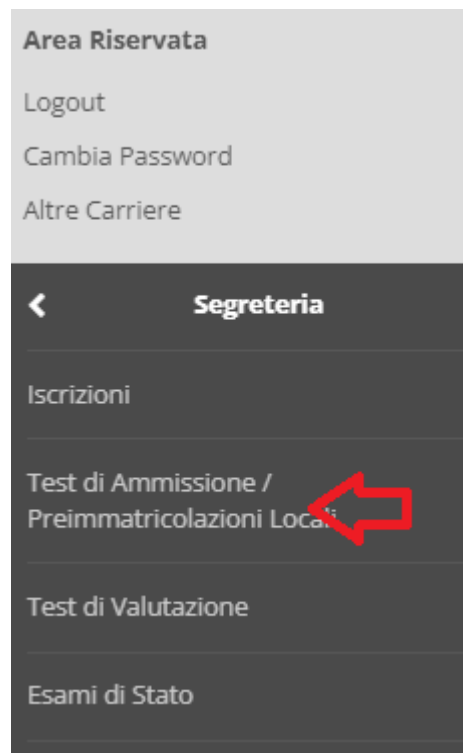 Area Riservata
Logout
Cambia Password
Altre Carriere
Segreteria
Iscrizioni
Test di Ammissione /
Preimmatricolazioni Locali
Test di Valutazione
Esami di Stato